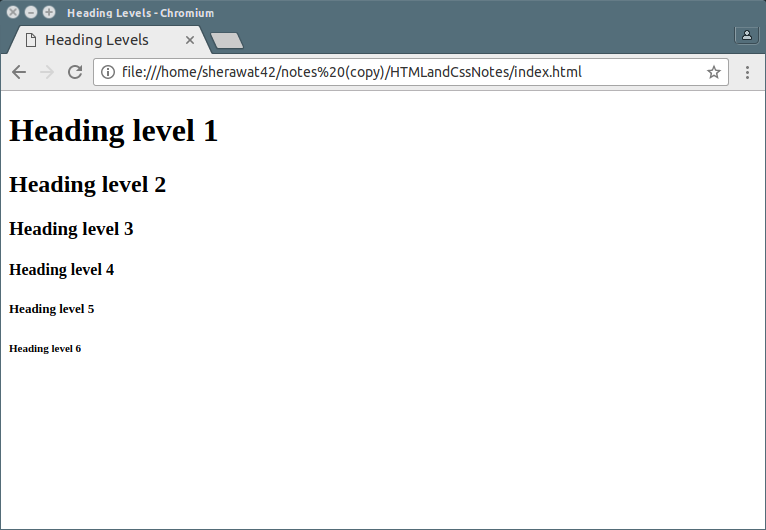 Heading Levels - Chromium
Heading Levels
file:///home/sherawat42/notes%20(copy)/HTMLandCssNotes/index.html
Heading level 1
Heading level 2
Heading level 3
Heading level 4
Heading level 5
Heading level 6